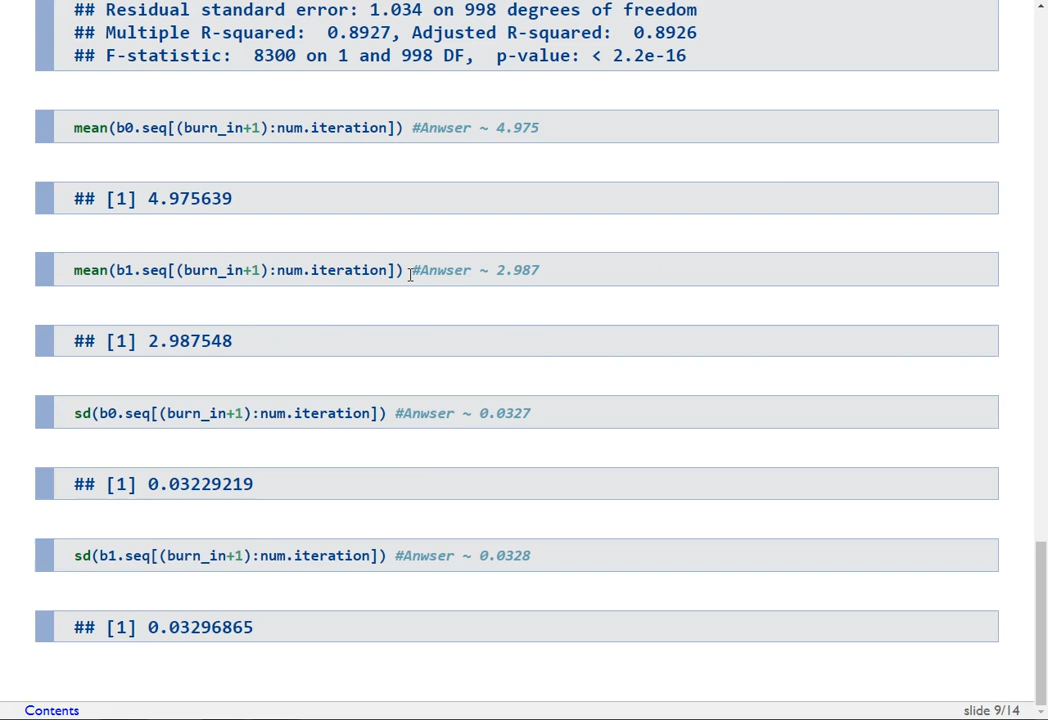 ## Residual standard error: 1.034 on 998 degrees of freedom
## Multiple R-squared:  0.8927, Adjusted R-squared:  0.8926
## F-statistic:  8300 on 1 and 998 DF,  p-value: < 2.2e-16
mean(b0.seq[(burn_in+1):num.iteration]) #Anwser ~ 4.975
## [1] 4.975639
mean(b1.seq[(burn_in+1):num.iteration]) #Anwser ~ 2.987
## [1] 2.987548
sd(b0.seq[(burn_in+1):num.iteration]) #Anwser ~ 0.0327
## [1] 0.03229219
sd(b1.seq[(burn_in+1):num.iteration]) #Anwser ~ 0.0328
## [1] 0.03296865
Contents slide 9/14